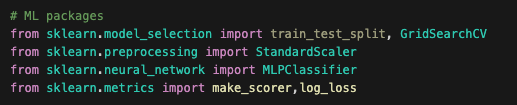 # ML packages
from sklearn.model_selection import train_test_split, GridSearchCV
from sklearn.preprocessing import StandardScaler
from sklearn.neural_network import MLPClassifier
from sklearn.metrics import make_scorer,log_loss